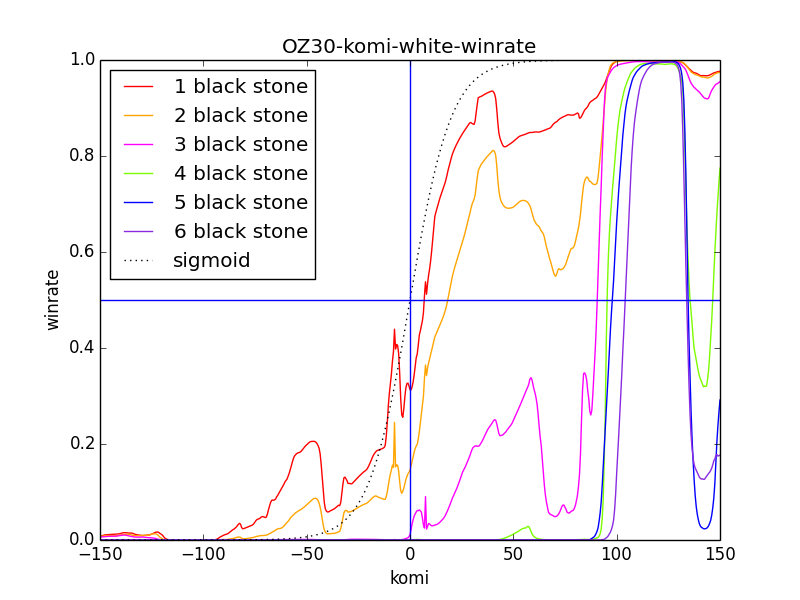 OZ30-komi-white-winrate
1.0
0.8
0.6
0.4
0.2
0.0
winrate
1 black stone
2 black stone
3 black stone
4 black stone
5 black stone
6 black stone
sigmoid
−150 −100 −50 0 50 100 150
komi